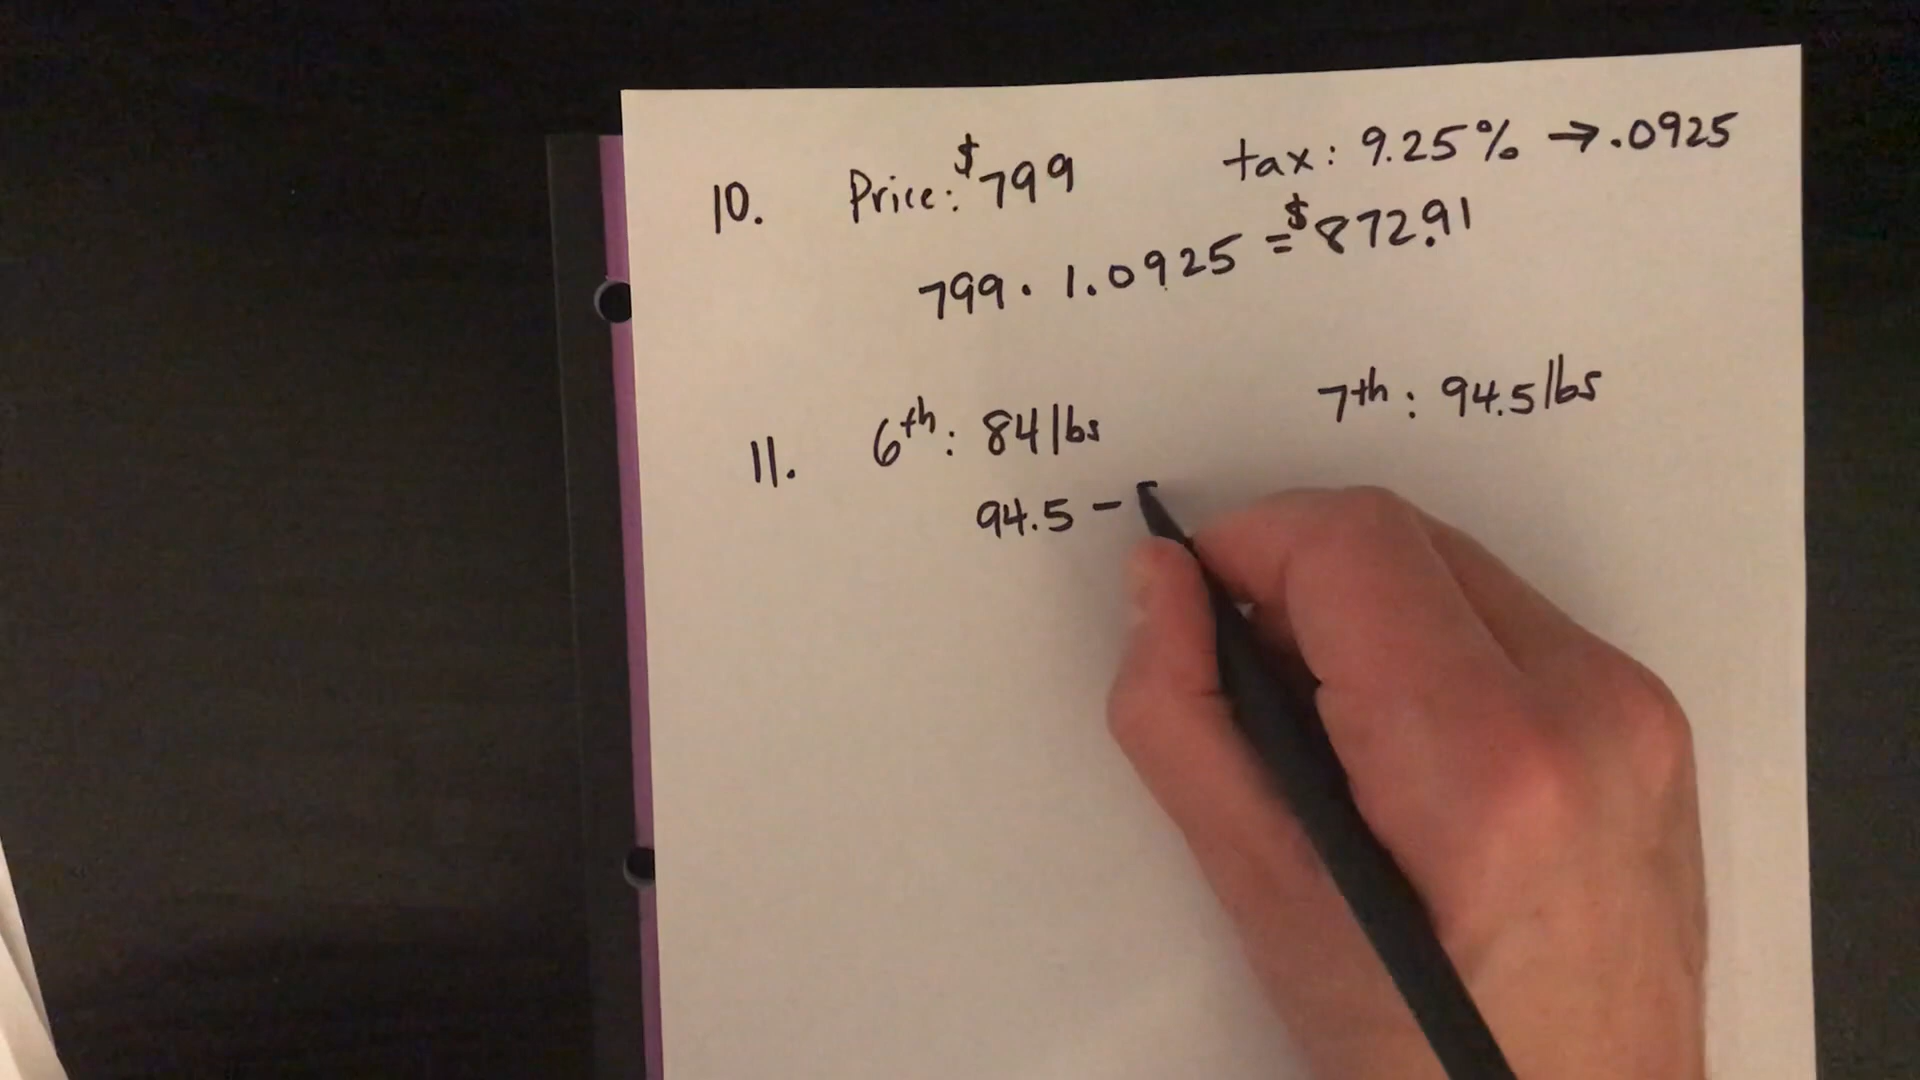 10. Price: $799 tax: 9.25% → .0925
799 · 1.0925 = $872.91
11. 6th: 84 lbs 7th: 94.5 lbs
94.5 –